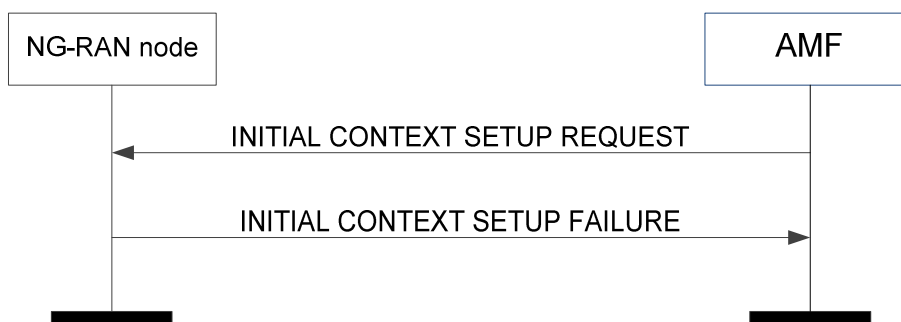 NG-RAN node
AMF
INITIAL CONTEXT SETUP REQUEST
INITIAL CONTEXT SETUP FAILURE